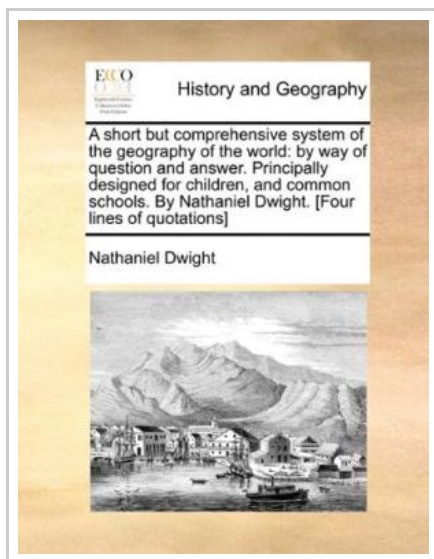 ECCO
History and Geography
A short but comprehensive system of
the geography of the world: by way of
question and answer. Principally
designed for children, and common
schools. By Nathaniel Dwight. [Four
lines of quotations]
Nathaniel Dwight